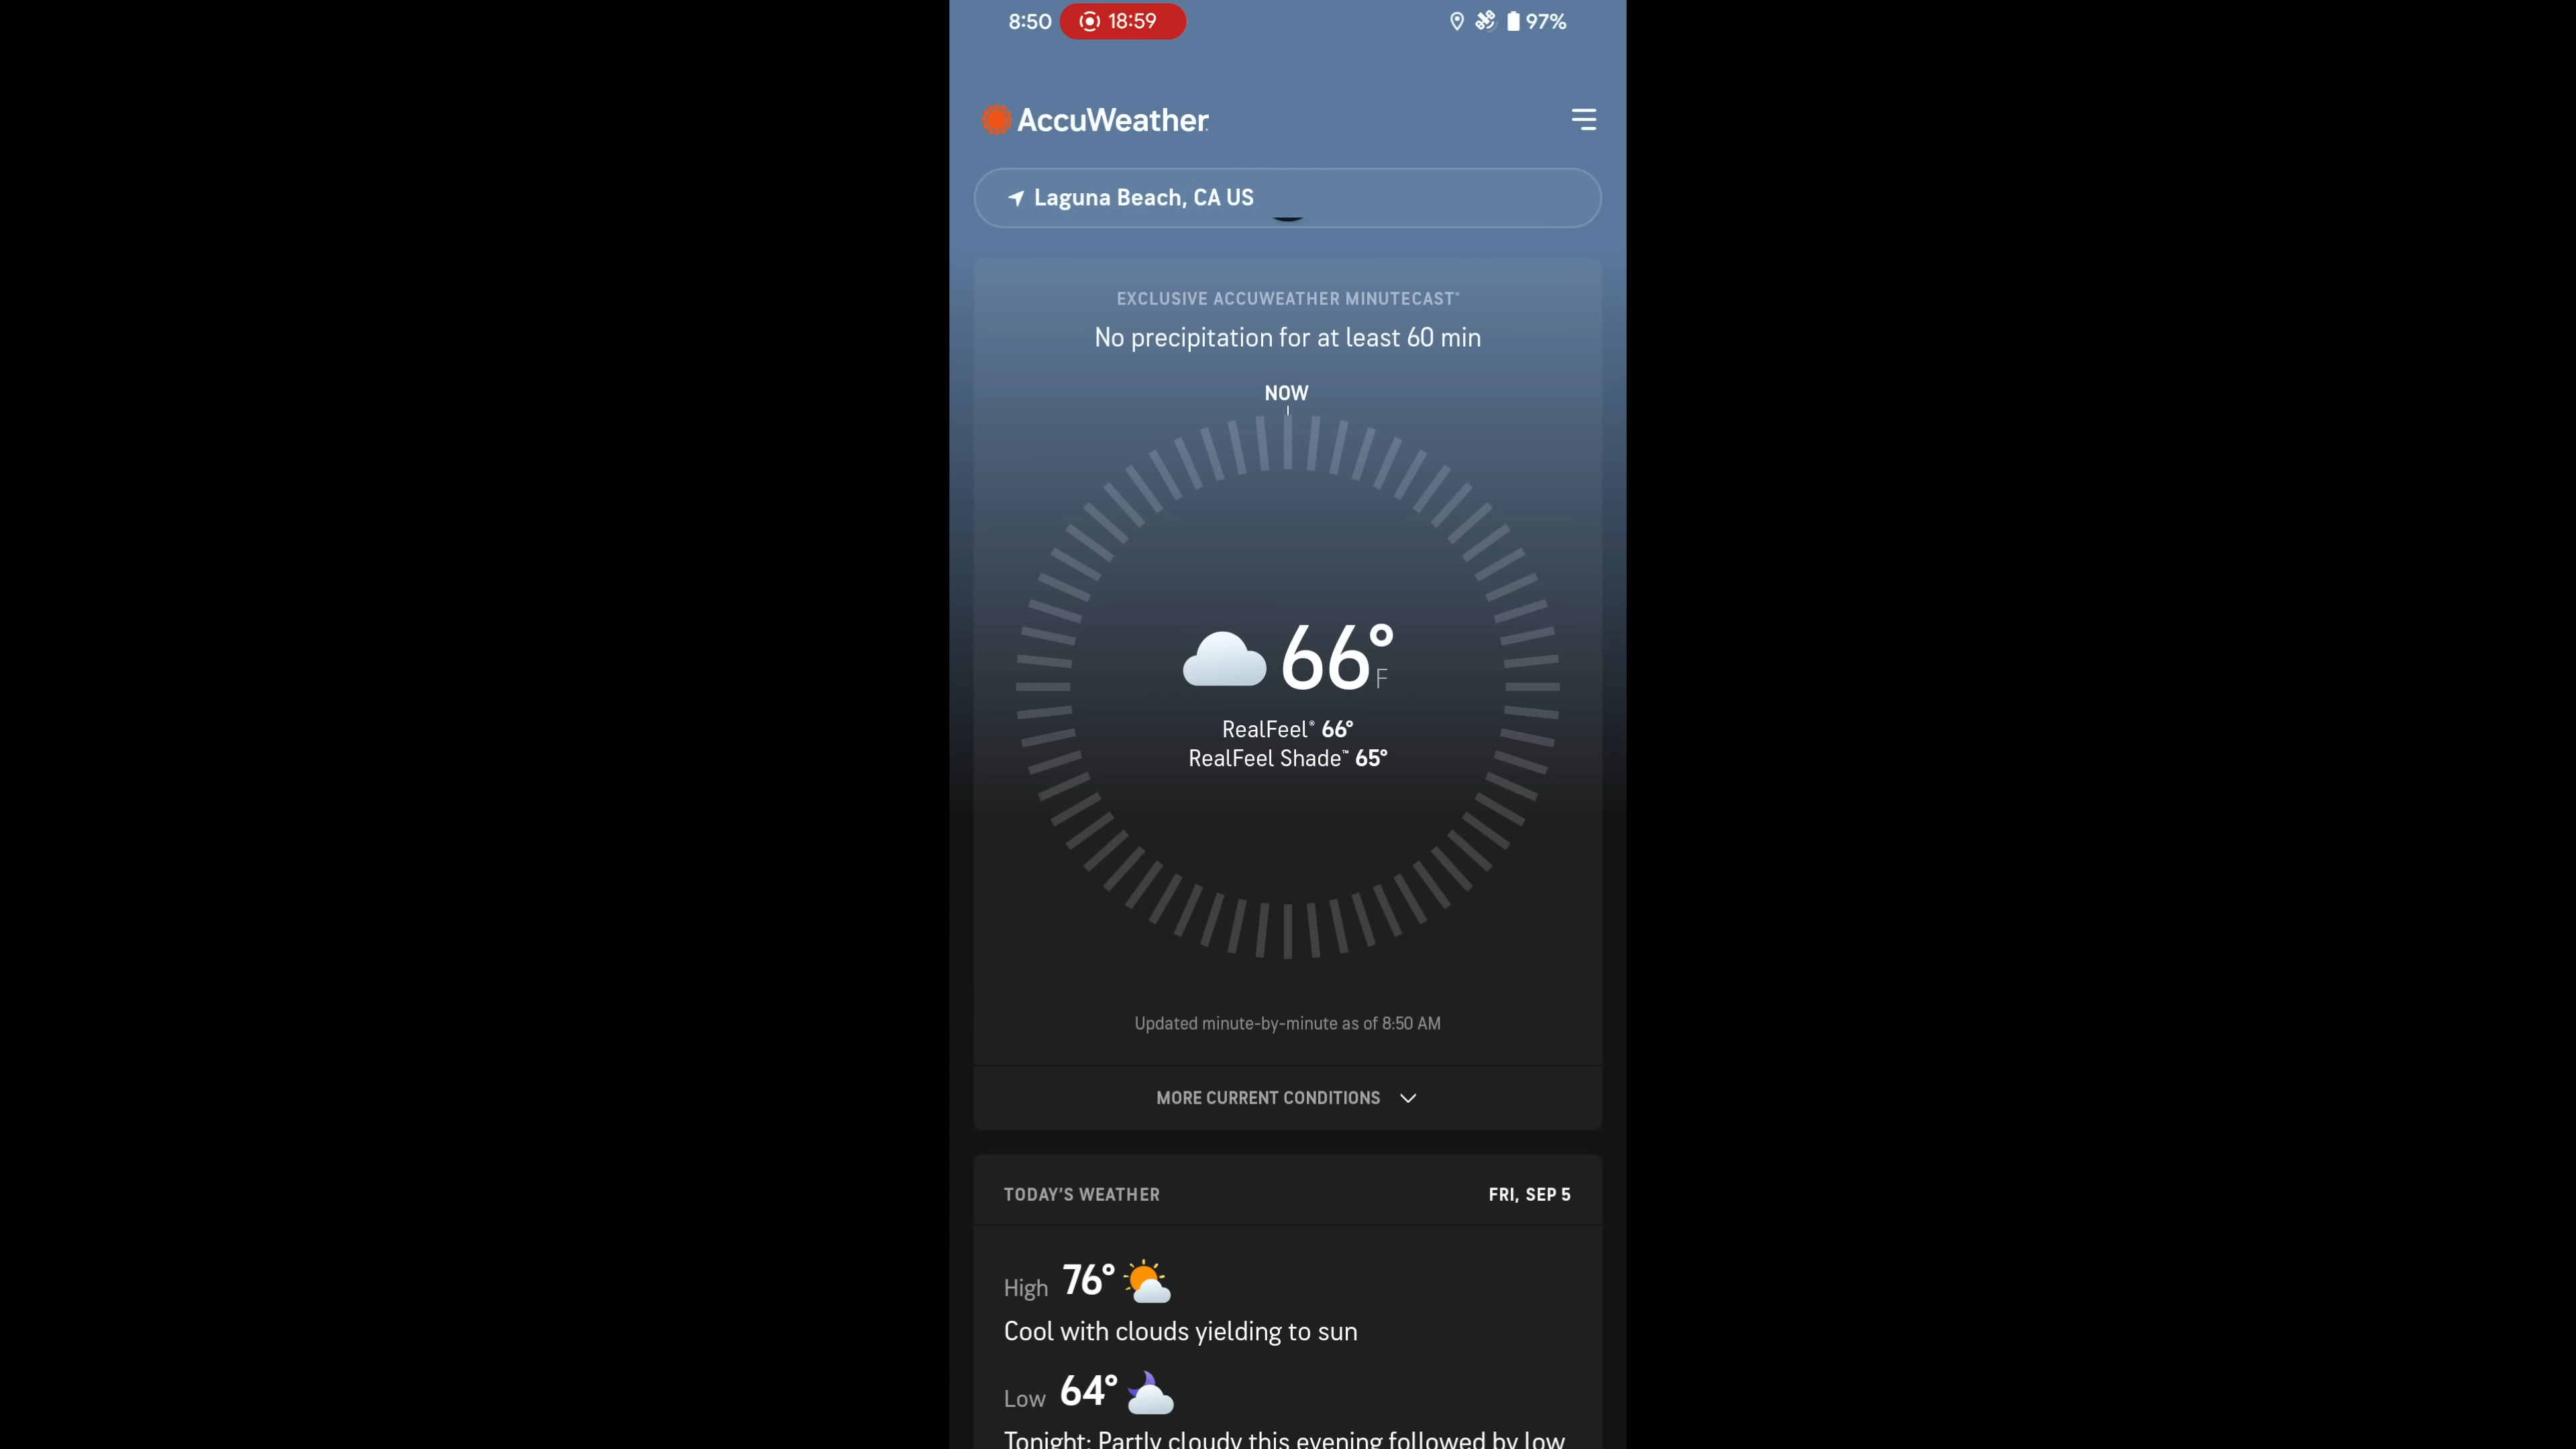 8:50 18:59 97%
AccuWeather
Laguna Beach, CA US
EXCLUSIVE ACCUWEATHER MINUTECAST®
No precipitation for at least 60 min
NOW
66°F
RealFeel® 66°
RealFeel Shade™ 65°
Updated minute-by-minute as of 8:50 AM
MORE CURRENT CONDITIONS
TODAY'S WEATHER FRI, SEP 5
High 76°
Cool with clouds yielding to sun
Low 64°
Tonight: Partly cloudy this evening followed by low